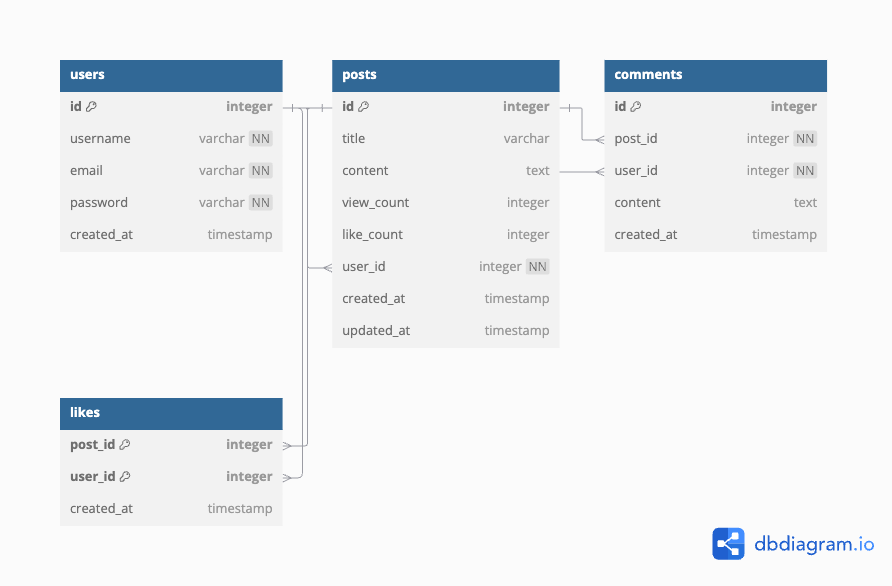 users
id integer
username varchar NN
email varchar NN
password varchar NN
created_at timestamp
posts
id integer
title varchar
content text
view_count integer
like_count integer
user_id integer NN
created_at timestamp
updated_at timestamp
comments
id integer
post_id integer NN
user_id integer NN
content text
created_at timestamp
likes
post_id integer
user_id integer
created_at timestamp
dbdiagram.io